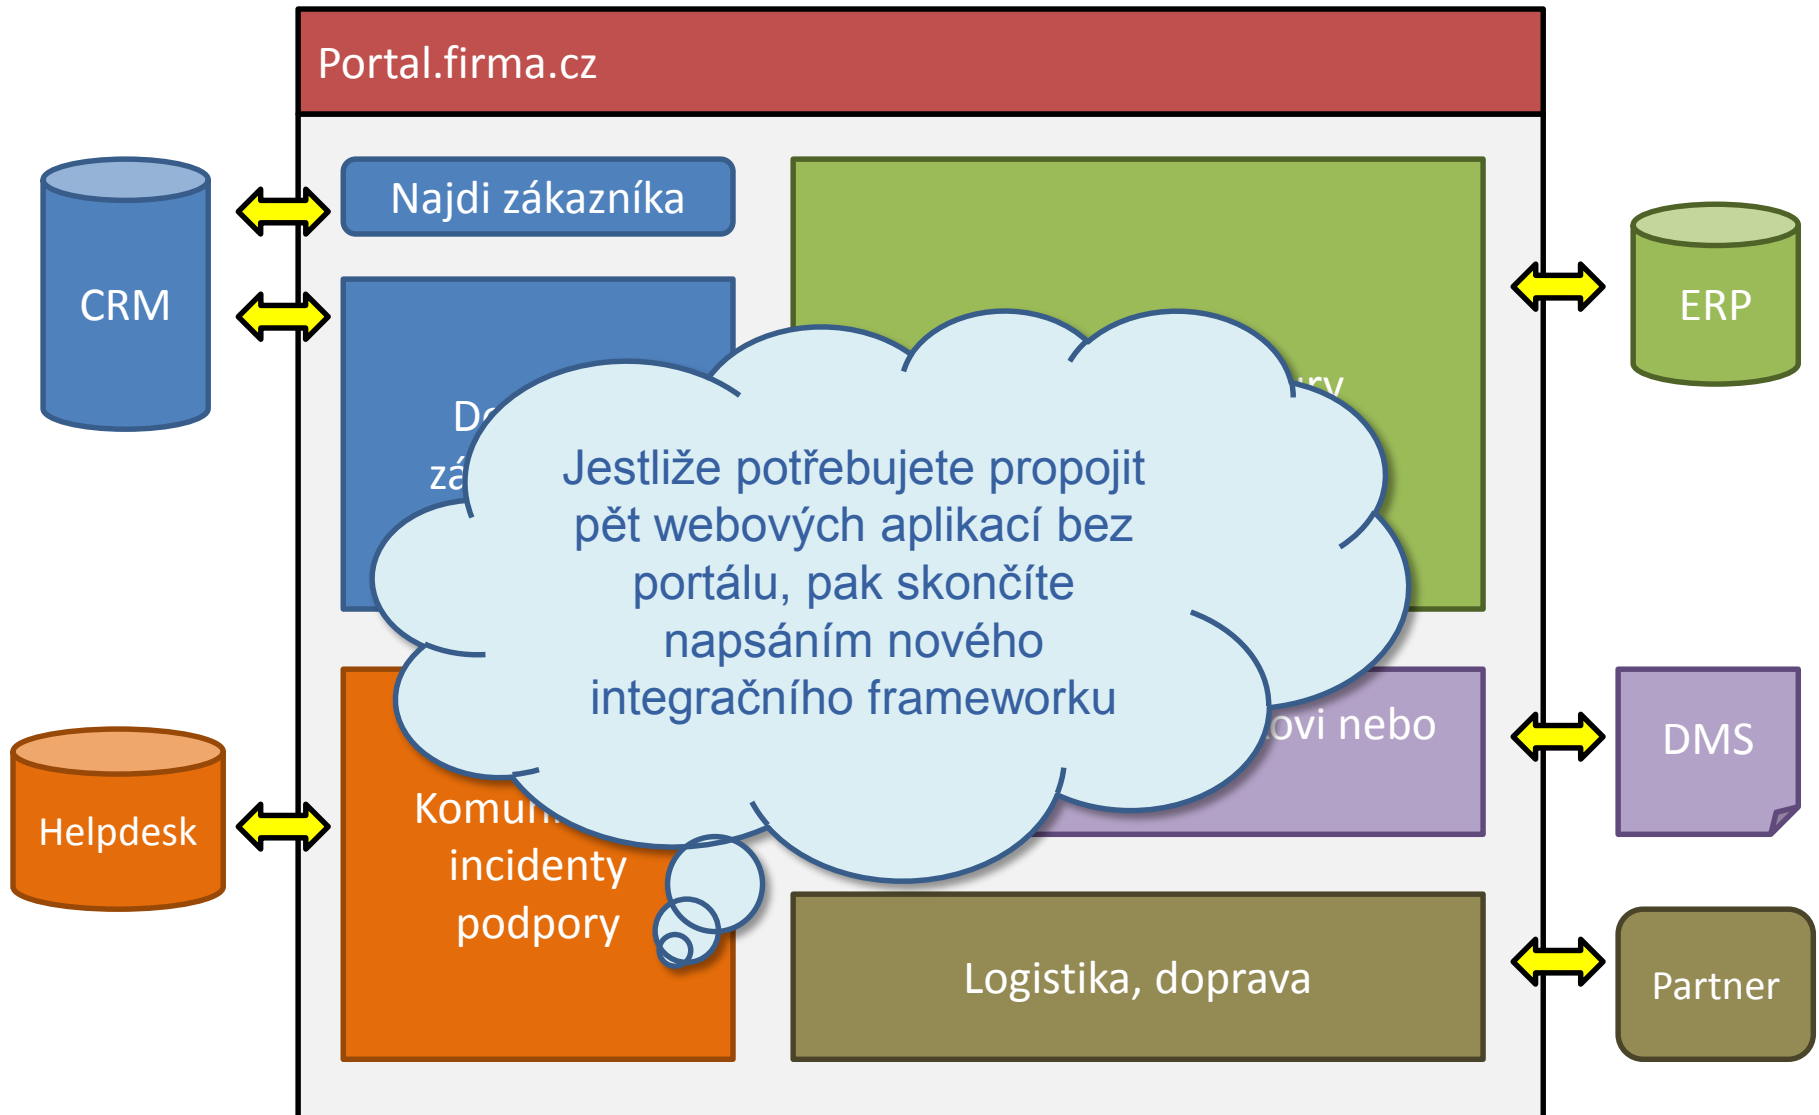 Portal.firma.cz
Najdi zákazníka
CRM
ERP
Jestliže potřebujete propojit
pět webových aplikací bez
portálu, pak skončíte
napsáním nového
integračního frameworku
nebo
DMS
Helpdesk
incidenty
podpory
Logistika, doprava
Partner